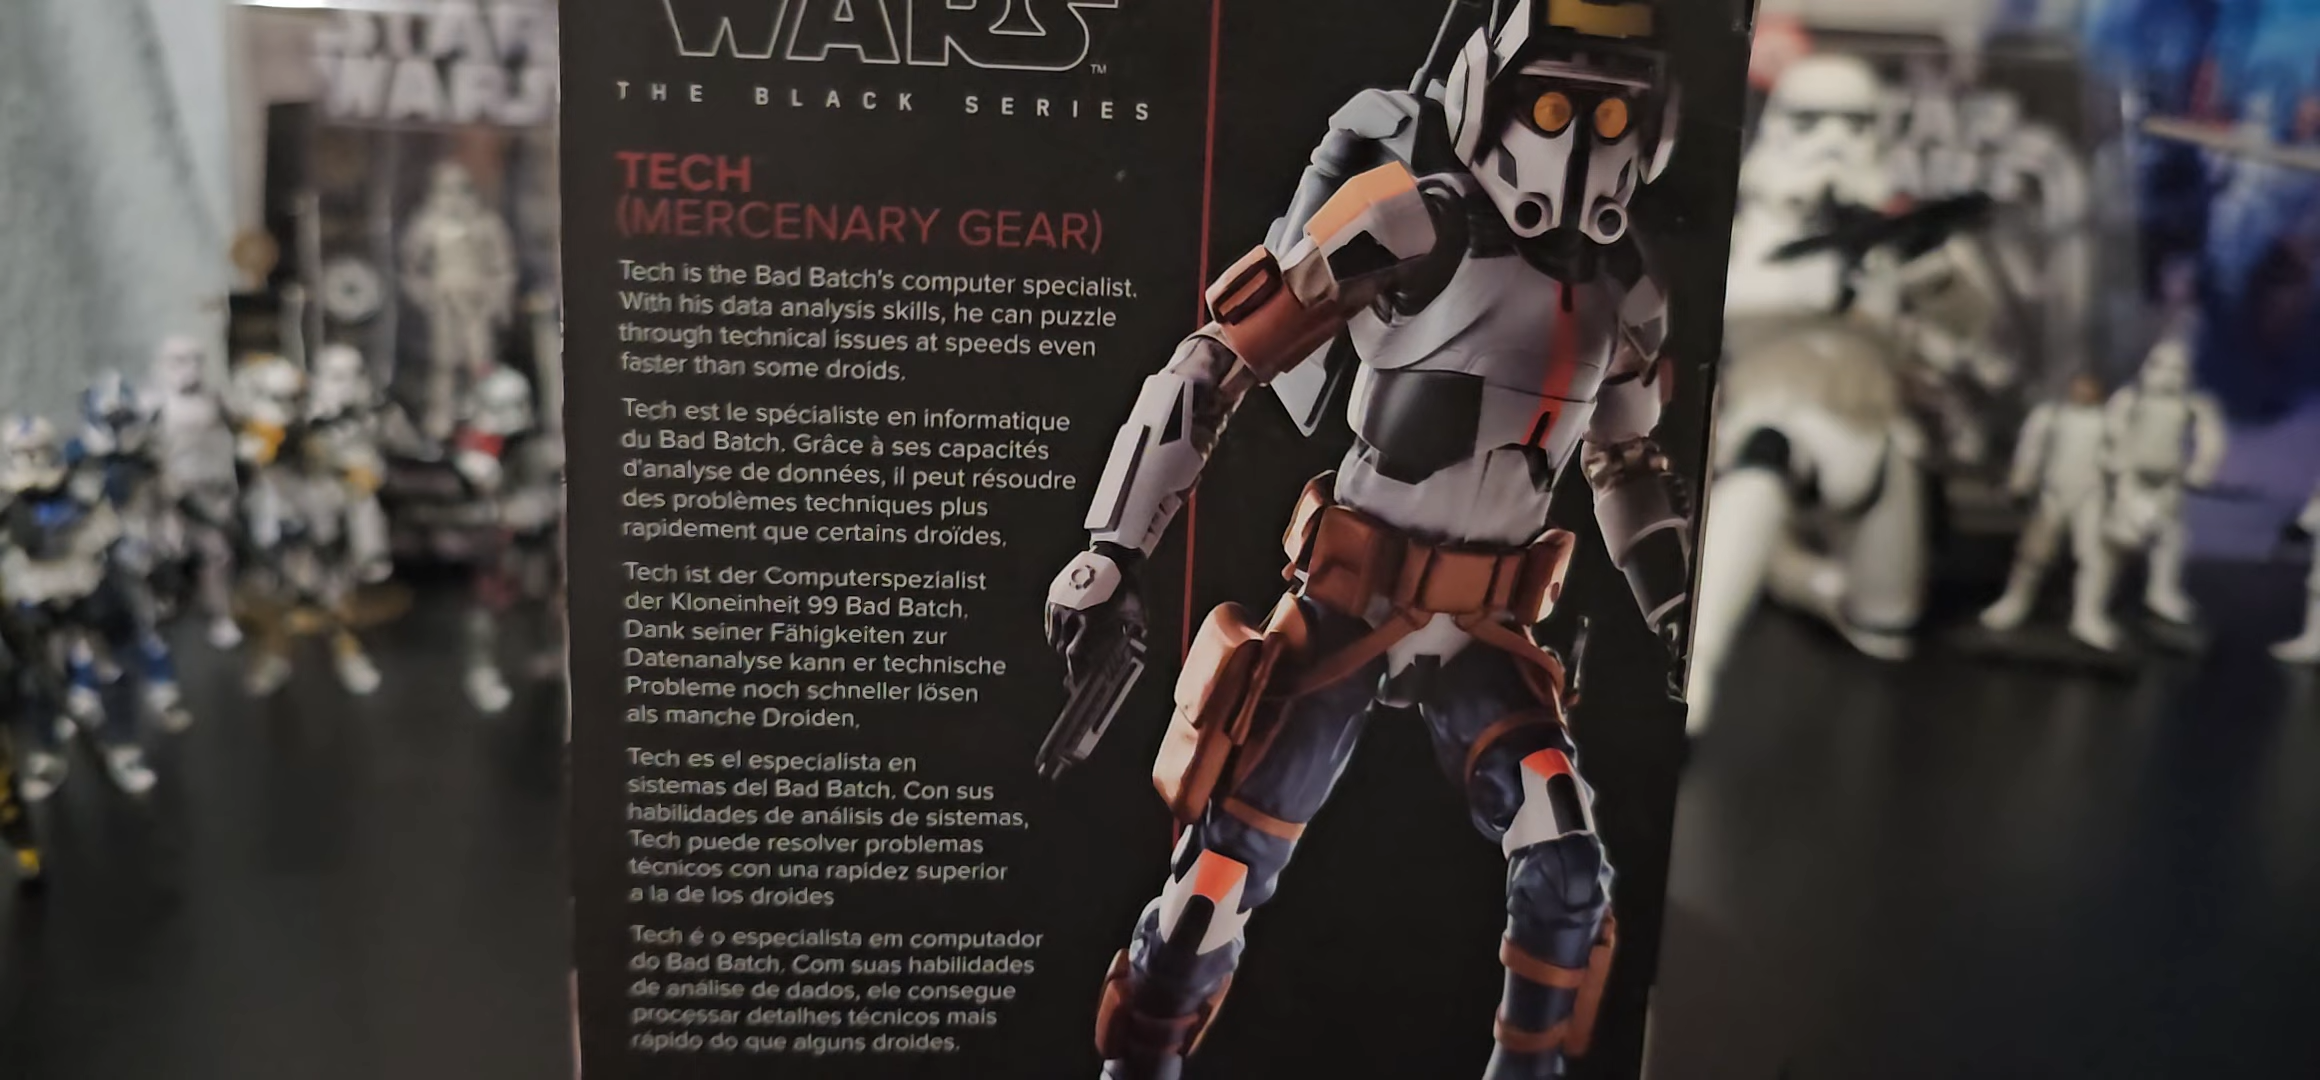 STAR
WARS
WARS
TM
THE BLACK SERIES
TECH
(MERCENARY GEAR)
Tech is the Bad Batch's computer specialist.
With his data analysis skills, he can puzzle
through technical issues at speeds even
faster than some droids.
Tech est le spécialiste en informatique
du Bad Batch. Grâce à ses capacités
d'analyse de données, il peut résoudre
des problèmes techniques plus
rapidement que certains droïdes.
Tech ist der Computerspezialist
der Kloneinheit 99 Bad Batch.
Dank seiner Fähigkeiten zur
Datenanalyse kann er technische
Probleme noch schneller lösen
als manche Droiden.
Tech es el especialista en
sistemas del Bad Batch. Con sus
habilidades de análisis de sistemas,
Tech puede resolver problemas
técnicos con una rapidez superior
a la de los droides
Tech é o especialista em computador
do Bad Batch. Com suas habilidades
de análise de dados, ele consegue
processar detalhes técnicos mais
rápido do que alguns droides.